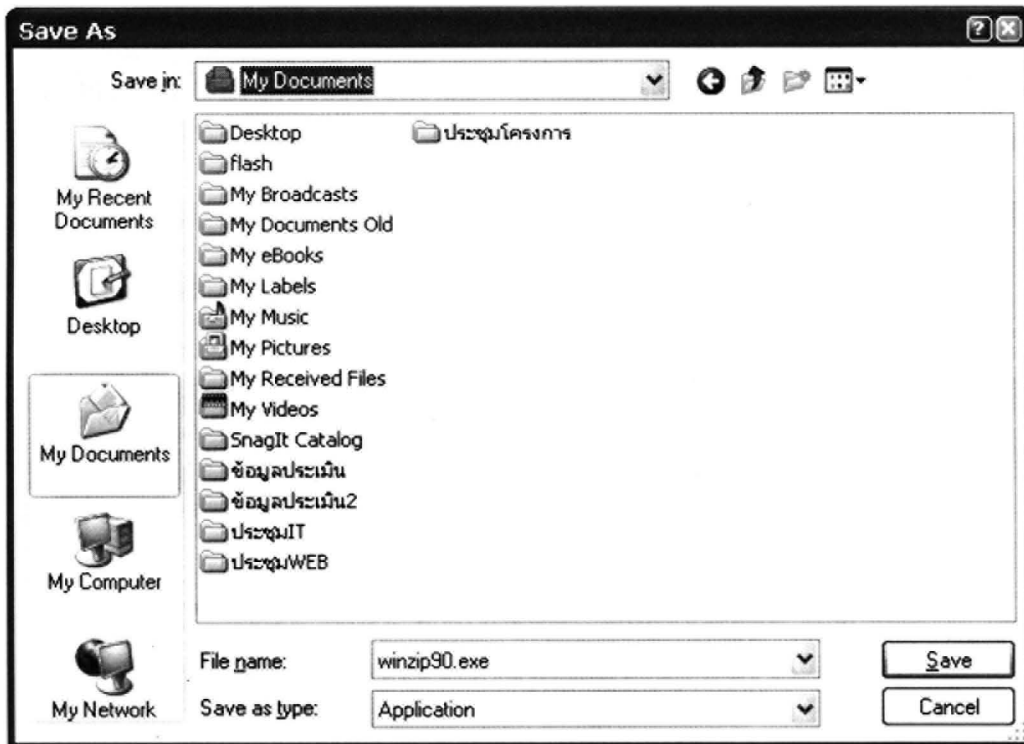 Save As
Save in: My Documents
My Recent Documents
Desktop
My Documents
My Computer
My Network
Desktop
flash
My Broadcasts
My Documents Old
My eBooks
My Labels
My Music
My Pictures
My Received Files
My Videos
SnagIt Catalog
ข้อมูลประเมิน
ข้อมูลประเมิน2
ประชุมIT
ประชุมWEB
ประชุมโครงการ
File name: winzip90.exe
Save as type: Application
Save
Cancel